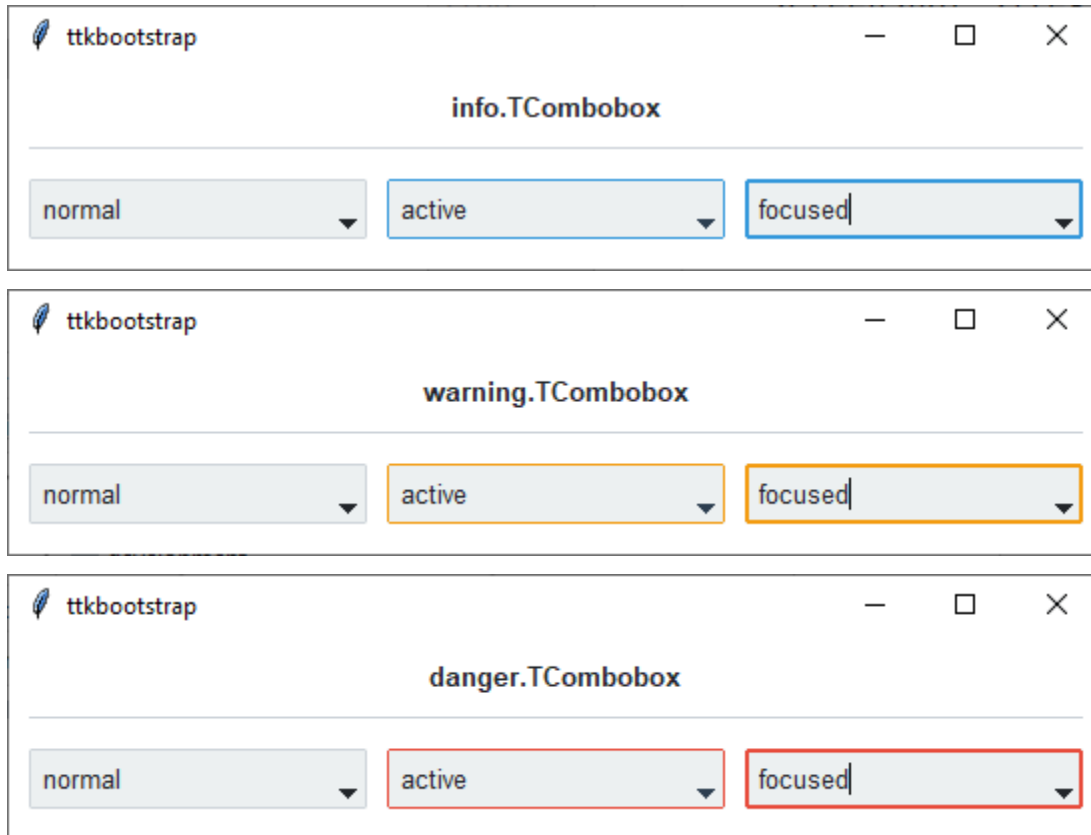 ttkbootstrap
info.TCombobox
normal active focused
ttkbootstrap
warning.TCombobox
normal active focused
ttkbootstrap
danger.TCombobox
normal active focused